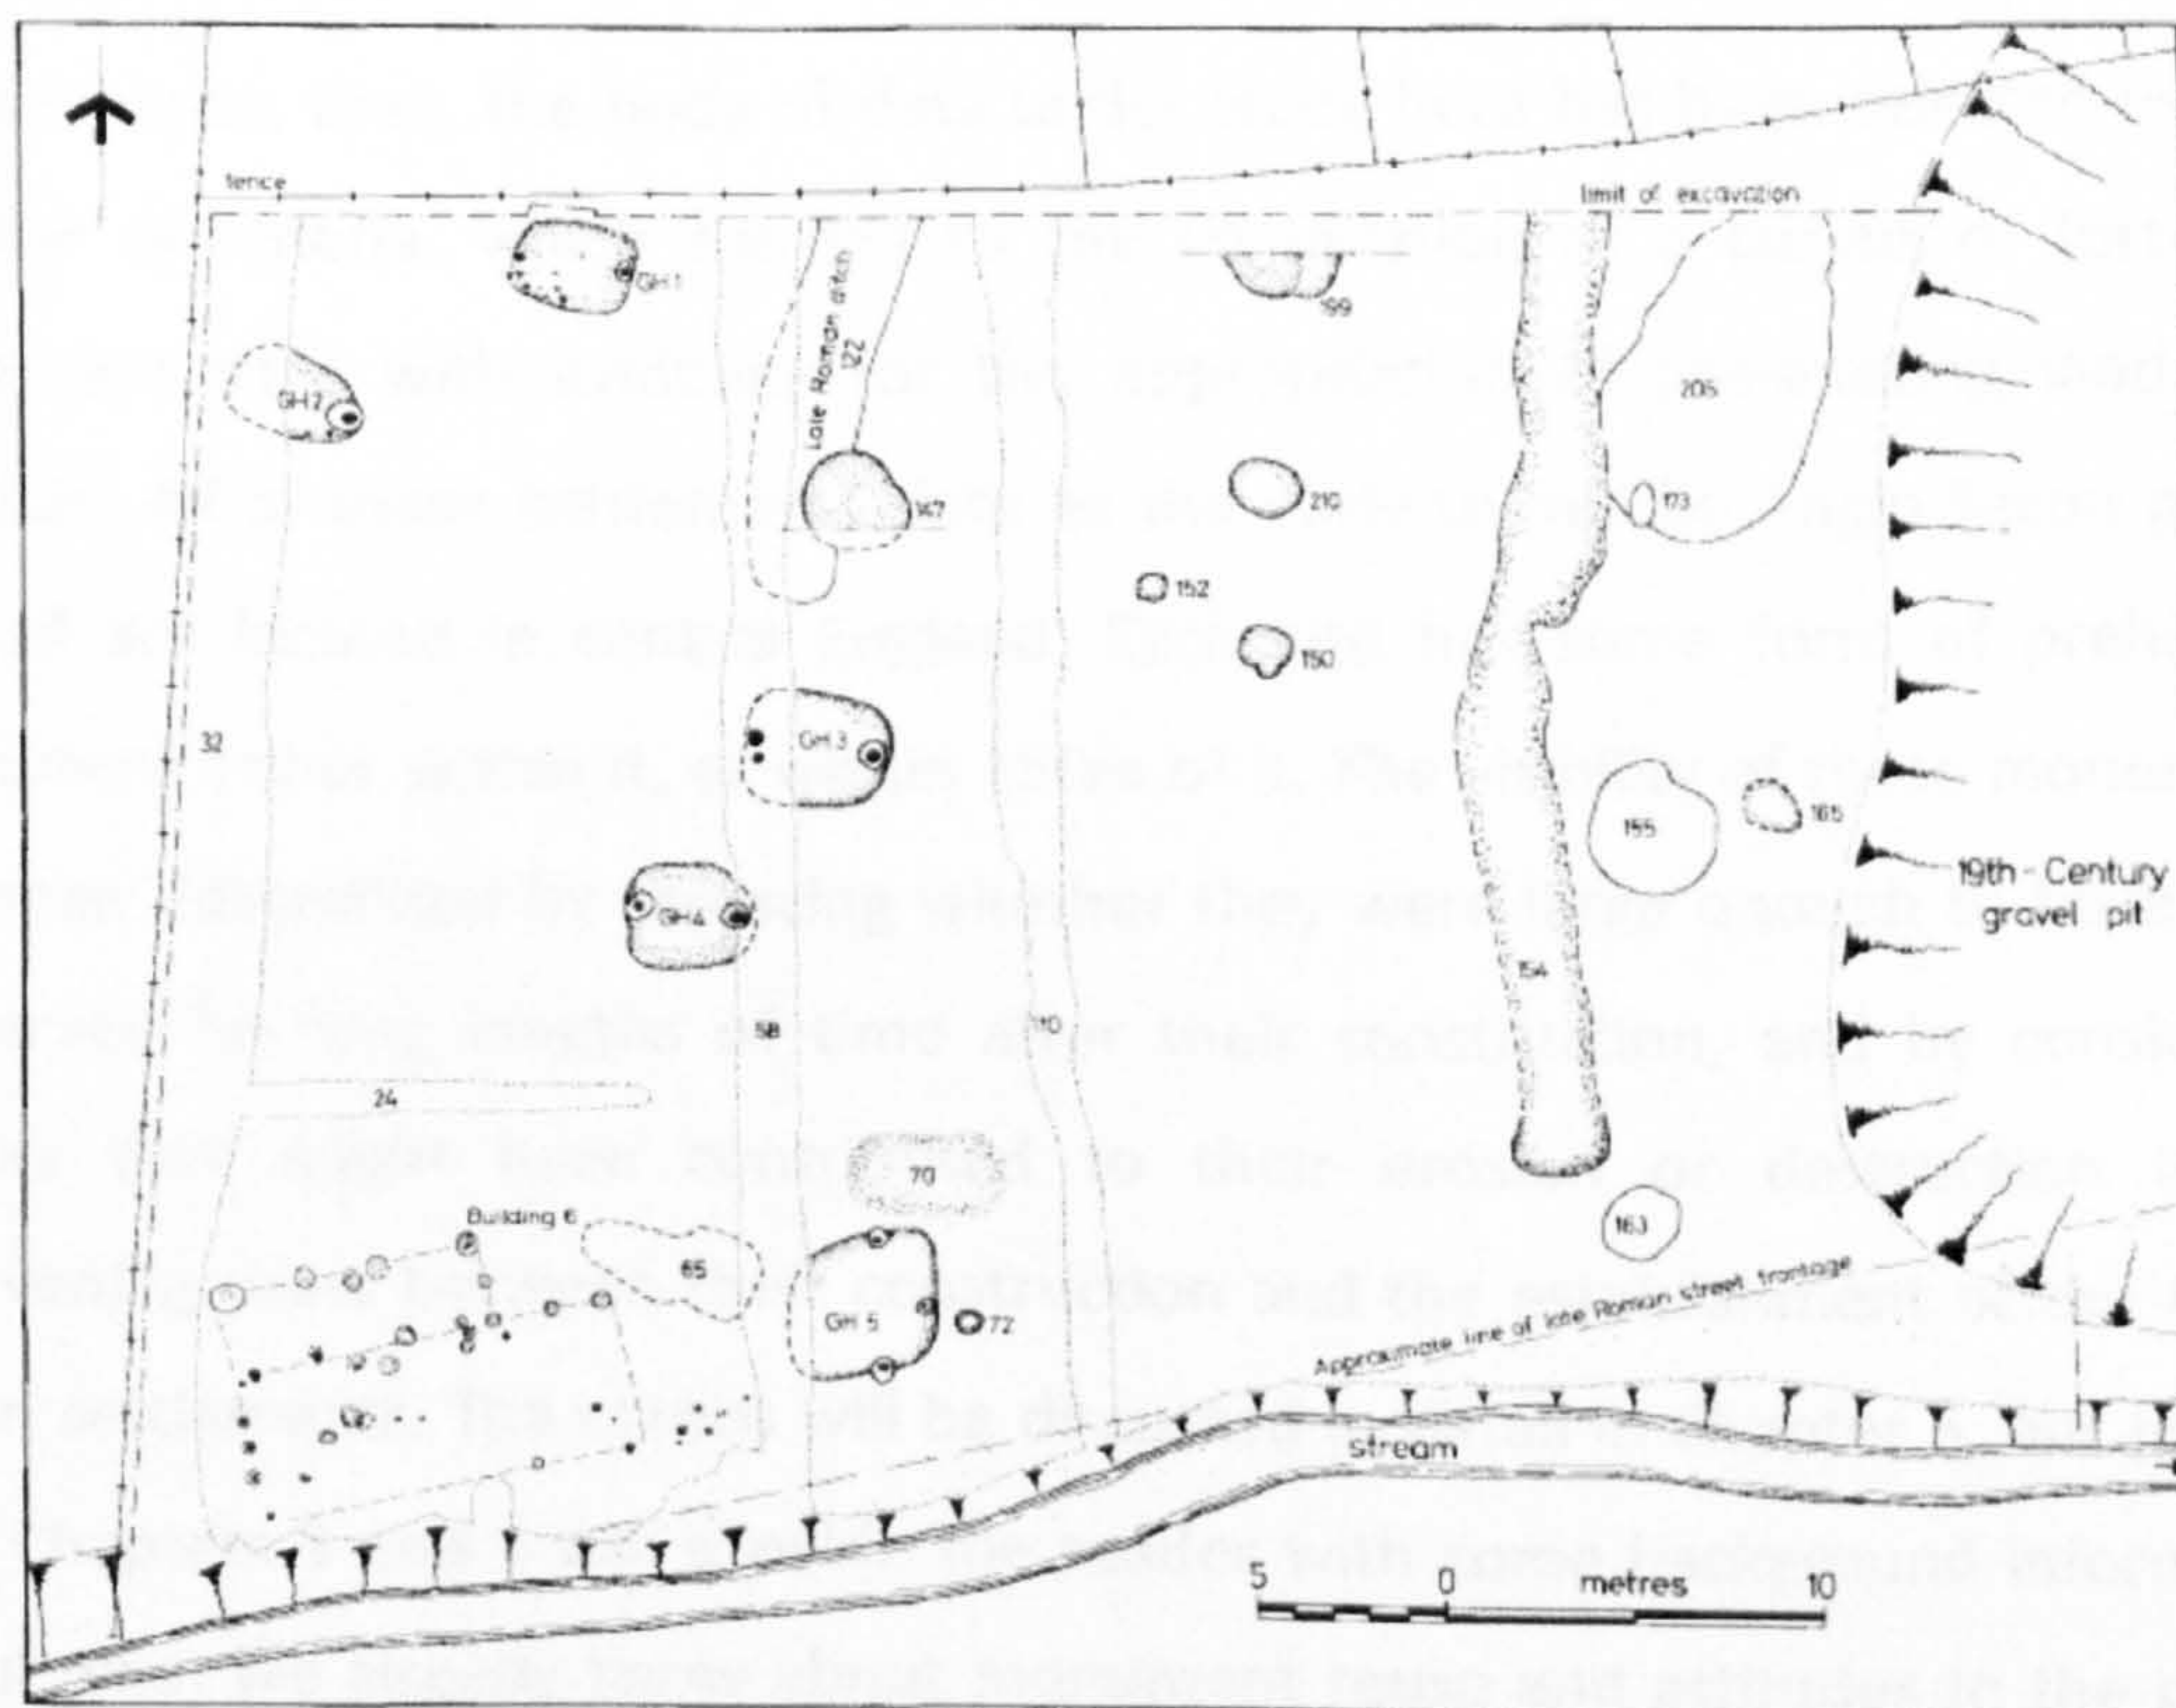 fence
limit of excavation
GH1
Late Roman ditch
122
199
GH2
205
147
210
173
152
150
32
GH3
155
165
19th-Century
gravel pit
GH4
154
58
110
24
70
Building 6
65
163
GH 5
72
Approximate line of late Roman street frontage
stream
5 0 metres 10